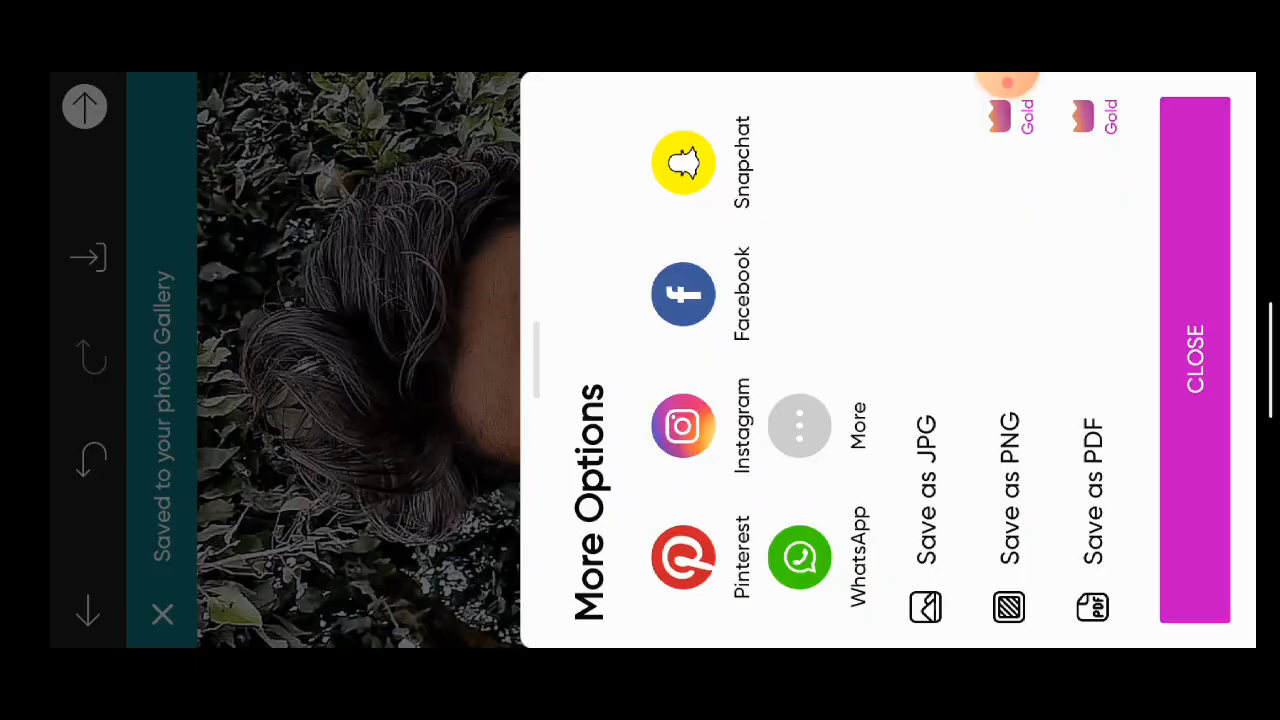 Saved to your photo Gallery
More Options
Pinterest Instagram Facebook Snapchat
WhatsApp More
Save as JPG
Save as PNG Gold
PDF Save as PDF Gold
CLOSE